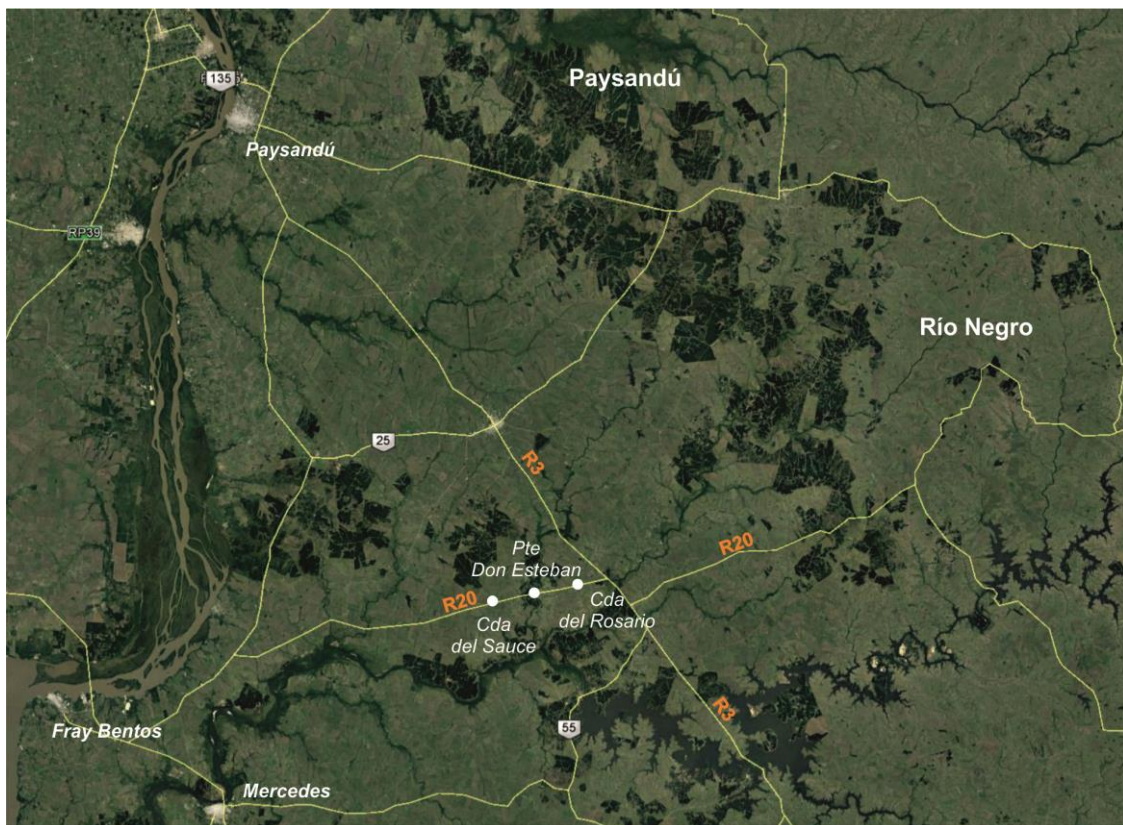 Paysandú
135
Paysandú
RP39
Río Negro
25
R3
R20
Pte
Don Esteban
R20
Cda
del Sauce
Cda
del Rosario
R3
55
Fray Bentos
Mercedes